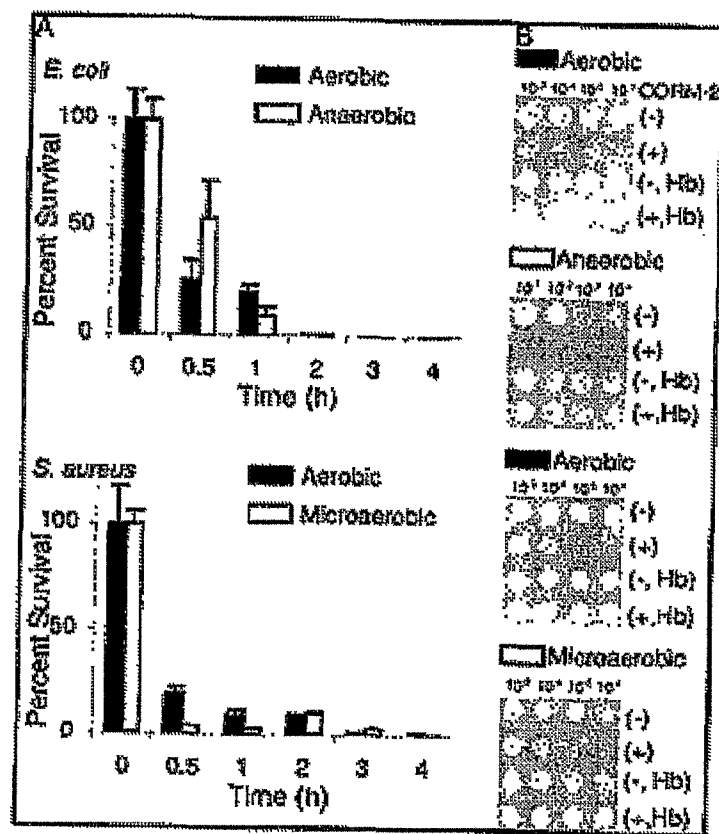 A
E. coli
Aerobic
Anaerobic
100
50
0
Percent Survival
0 0.5 1 2 3 4
Time (h)
S. aureus
Aerobic
Microaerobic
100
50
0
Percent Survival
0 0.5 1 2 3 4
Time (h)
B
Aerobic
CORM-2
(-)
(+)
(-, Hb)
(+,Hb)
Anaerobic
(-)
(+)
(-, Hb)
(+,Hb)
Aerobic
(-)
(+)
(-, Hb)
(+,Hb)
Microaerobic
(-)
(+)
(-, Hb)
(+,Hb)